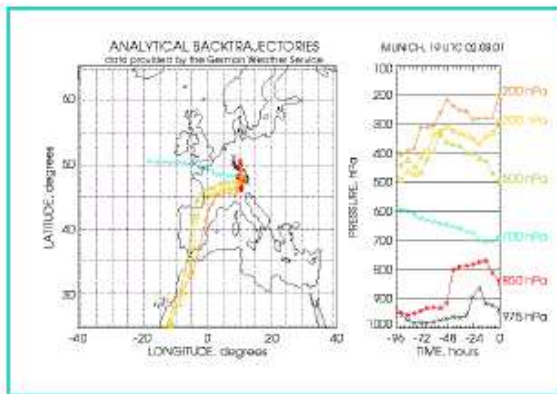 ANALYTICAL BACKTRAJECTORIES
data provided by the German Weather Service
MUNICH, 19 UTC 02.08.01
LATITUDE, degrees
60
50
40
30
-40
-20
0
20
40
LONGITUDE, degrees
PRESSURE, hPa
100
200
300
400
500
600
700
800
900
1000
-96
-72
-48
-24
0
TIME, hours
200 hPa
300 hPa
500 hPa
700 hPa
850 hPa
975 hPa